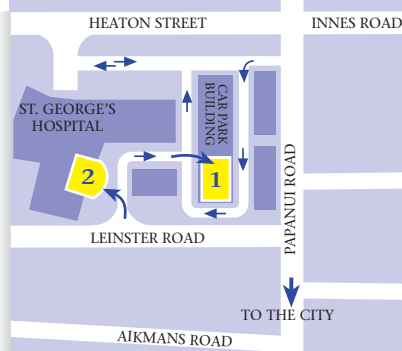 HEATON STREET
INNES ROAD
ST. GEORGE'S
HOSPITAL
CAR PARK
BUILDING
2
1
PAPANUI ROAD
LEINSTER ROAD
TO THE CITY
AIKMANS ROAD